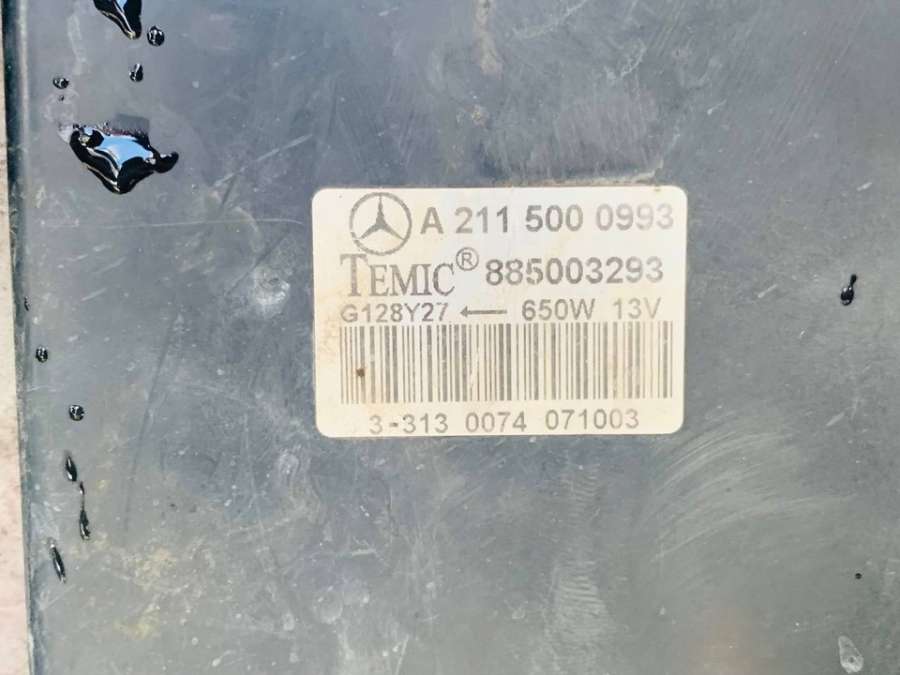 A 211 500 0993
TEMIC® 885003293
G128Y27 ← 650W 13V
3-313 0074 071003